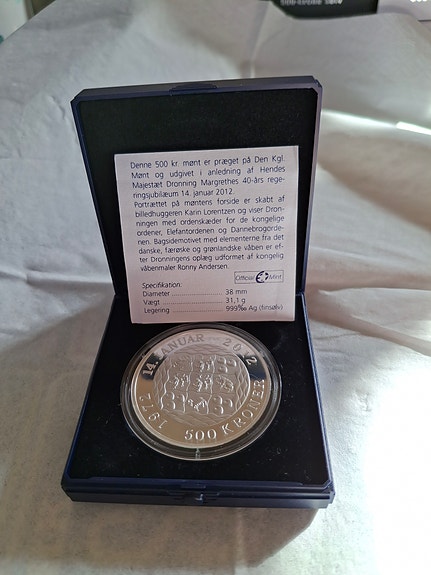 Denne 500 kr. mønt er præget på Den Kgl.
Mønt og udgivet i anledning af Hendes
Majestæt Dronning Margrethes 40-års rege-
ringsjubilæum 14. januar 2012.
Portrættet på møntens forside er skabt af
billedhuggeren Karin Lorentzen og viser Dron-
ningen med ordenskæder for de kongelige
ordener, Elefantordenen og Dannebrogorde-
nen. Bagsidemotivet med elementerne fra det
danske, færøske og grønlandske våben er ef-
ter Dronningens oplæg udformet af kongelig
våbenmaler Ronny Andersen.
Official Mint
Specifikation:
Diameter .................... 38 mm
Vægt .......................... 31,1 g
Legering ..................... 999‰ Ag (finsølv)
14. JANUAR 2012
1972 500 KRONER